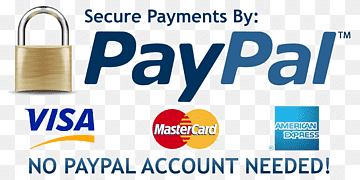 Secure Payments By:
PayPal™
VISA MasterCard AMERICAN EXPRESS
NO PAYPAL ACCOUNT NEEDED!